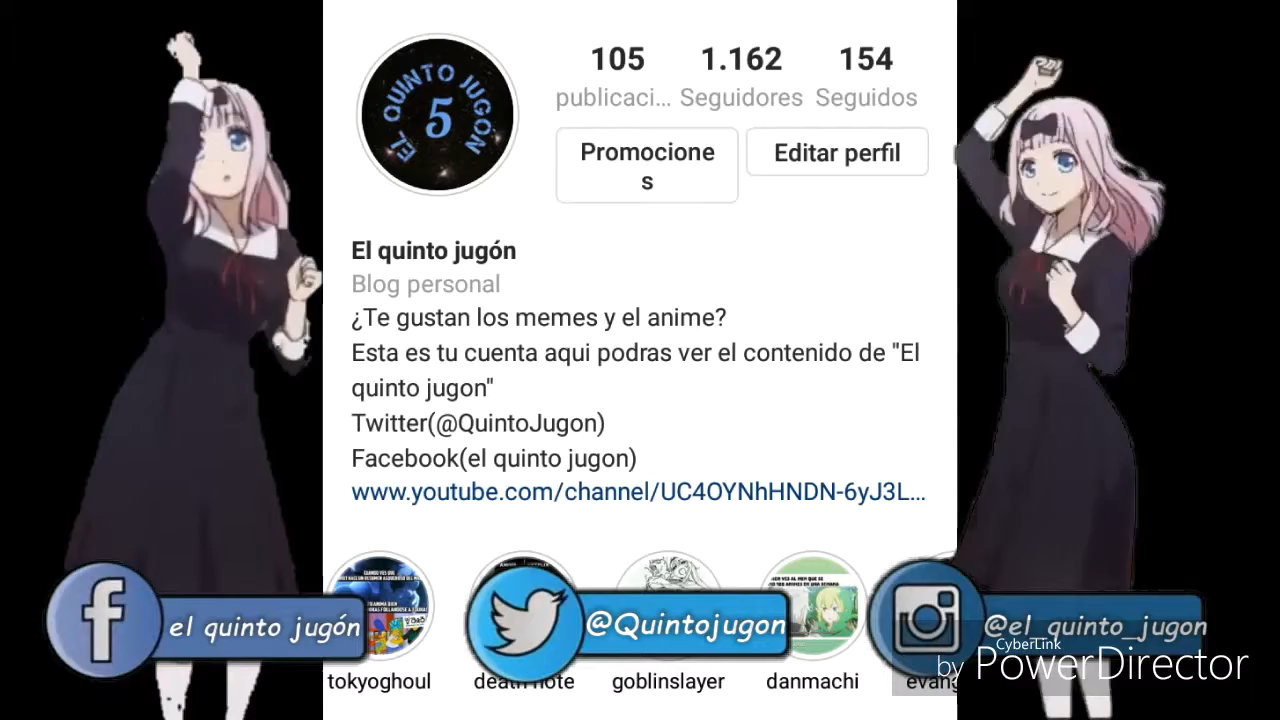 EL QUINTO JUGÓN
5
105 1.162 154
publicaci... Seguidores Seguidos
Promocione
s
Editar perfil
El quinto jugón
Blog personal
¿Te gustan los memes y el anime?
Esta es tu cuenta aqui podras ver el contenido de "El
quinto jugon"
Twitter(@QuintoJugon)
Facebook(el quinto jugon)
www.youtube.com/channel/UC4OYNhHNDN-6yJ3L...
el quinto jugón
@Quintojugon
@el_quinto_jugon
tokyoghoul death note goblinslayer danmachi evang
CyberLink
by PowerDirector